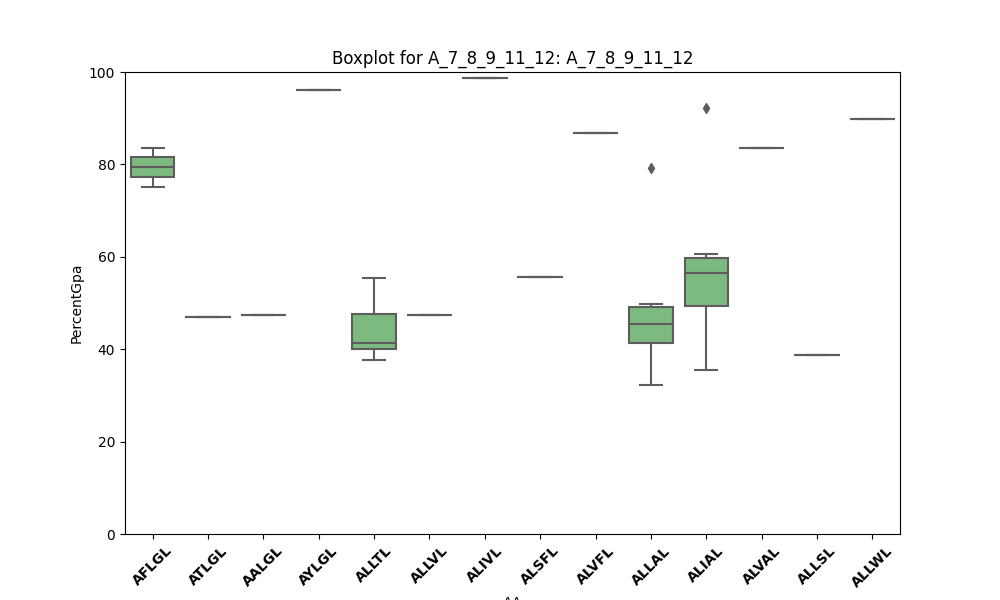 Boxplot for A_7_8_9_11_12: A_7_8_9_11_12
100
80
60
40
20
0
PercentGpa
AFLGL
ATLGL
AALGL
AYLGL
ALLTL
ALLVL
ALIVL
ALSFL
ALVFL
ALLAL
ALIAL
ALVAL
ALLSL
ALLWL
AA